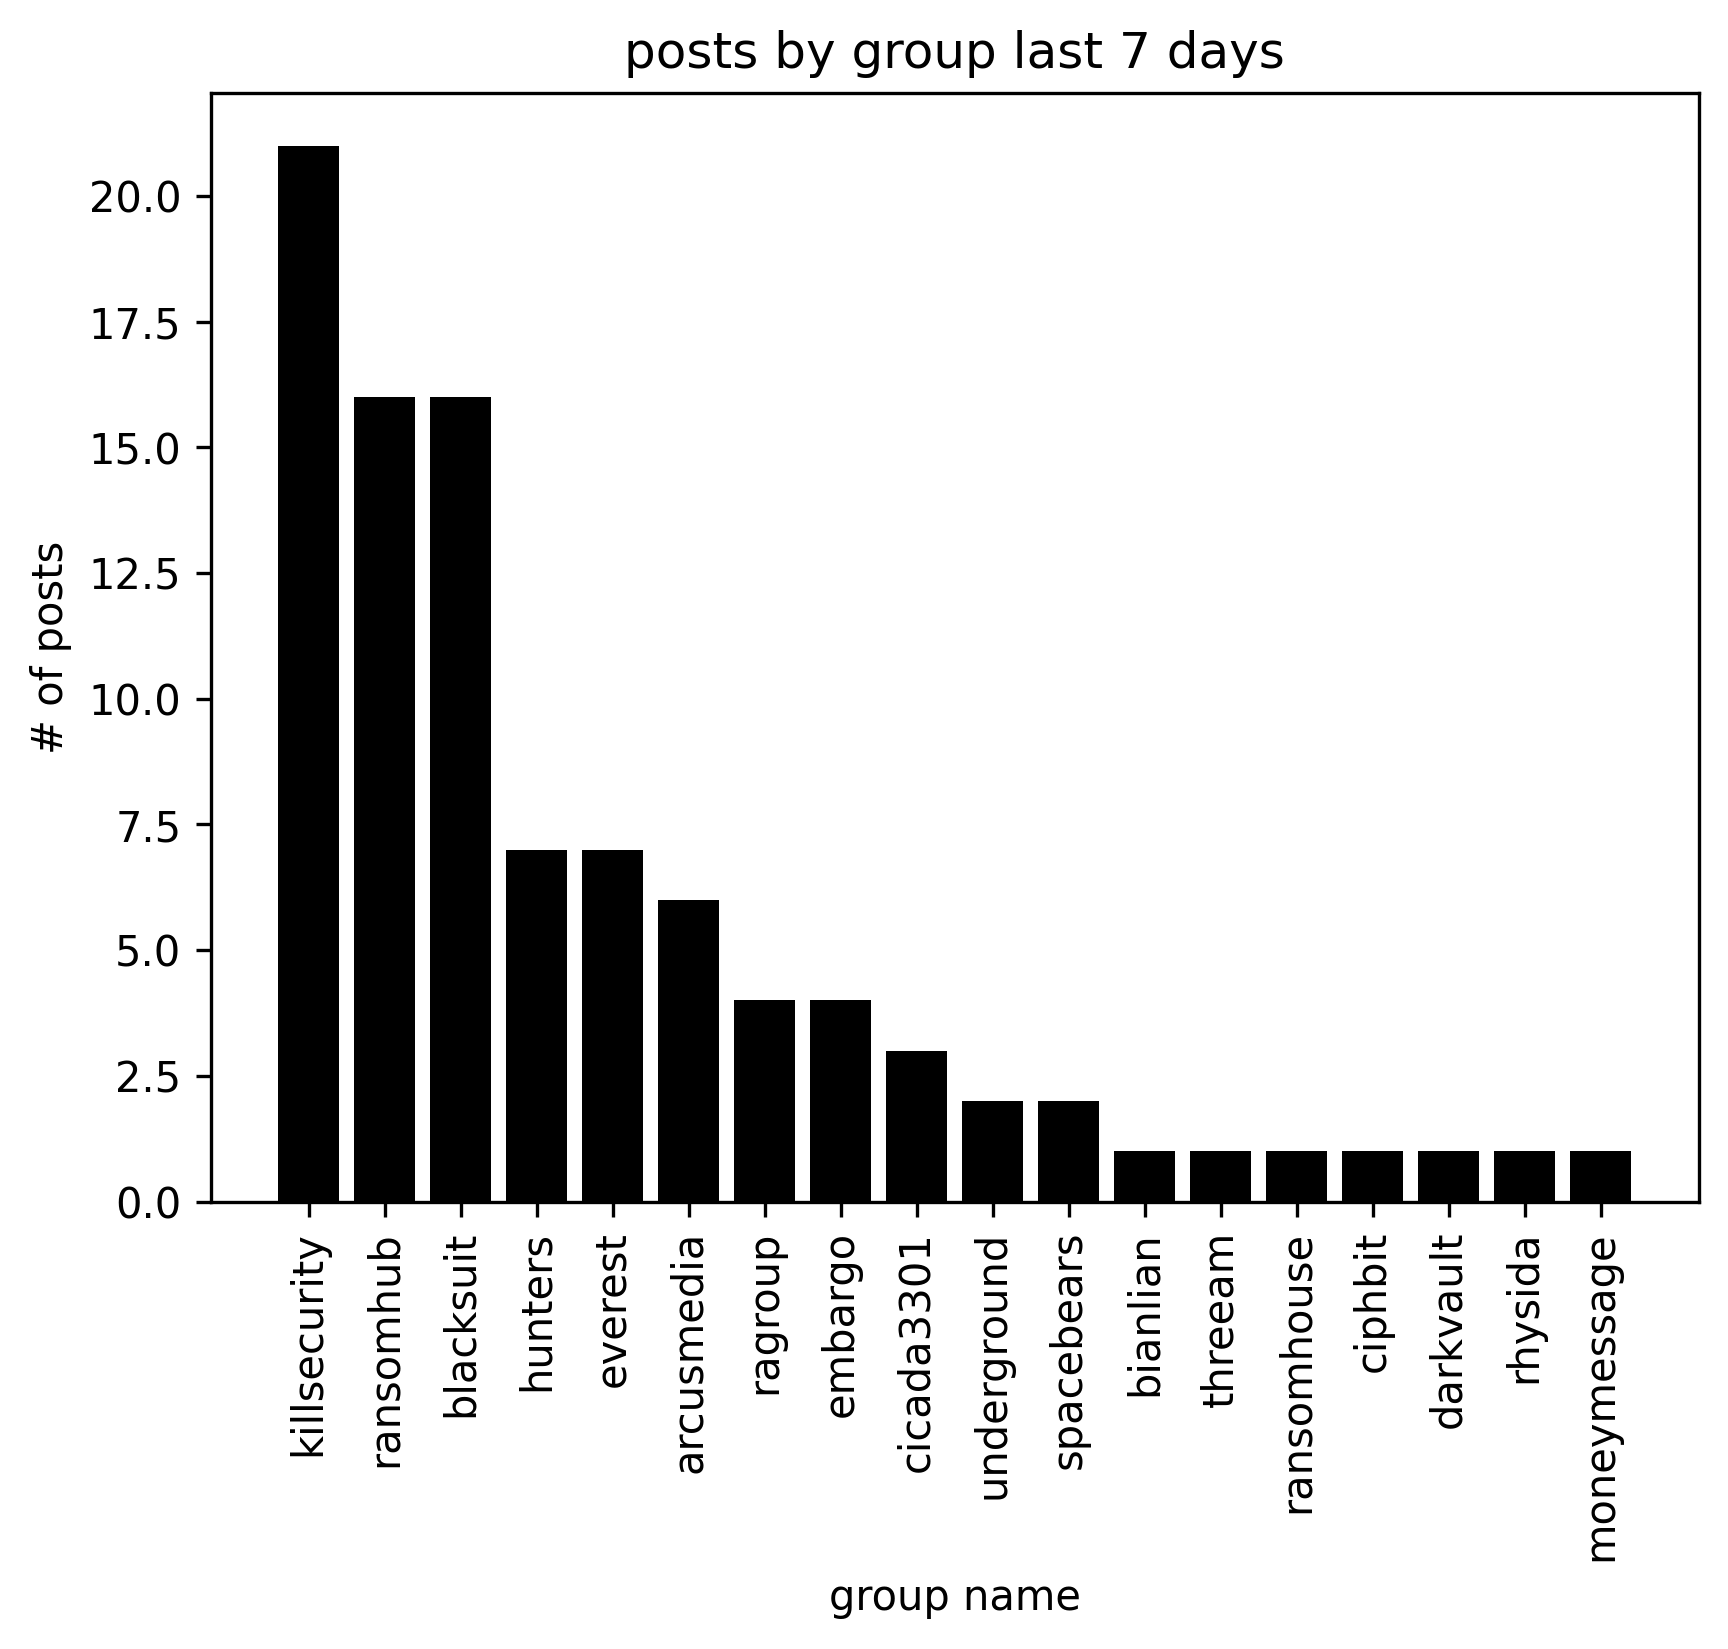 posts by group last 7 days
# of posts
20.0
17.5
15.0
12.5
10.0
7.5
5.0
2.5
0.0
killsecurity
ransomhub
blacksuit
hunters
everest
arcusmedia
ragroup
embargo
cicada3301
underground
spacebears
bianlian
threeam
ransomhouse
ciphbit
darkvault
rhysida
moneymessage
group name